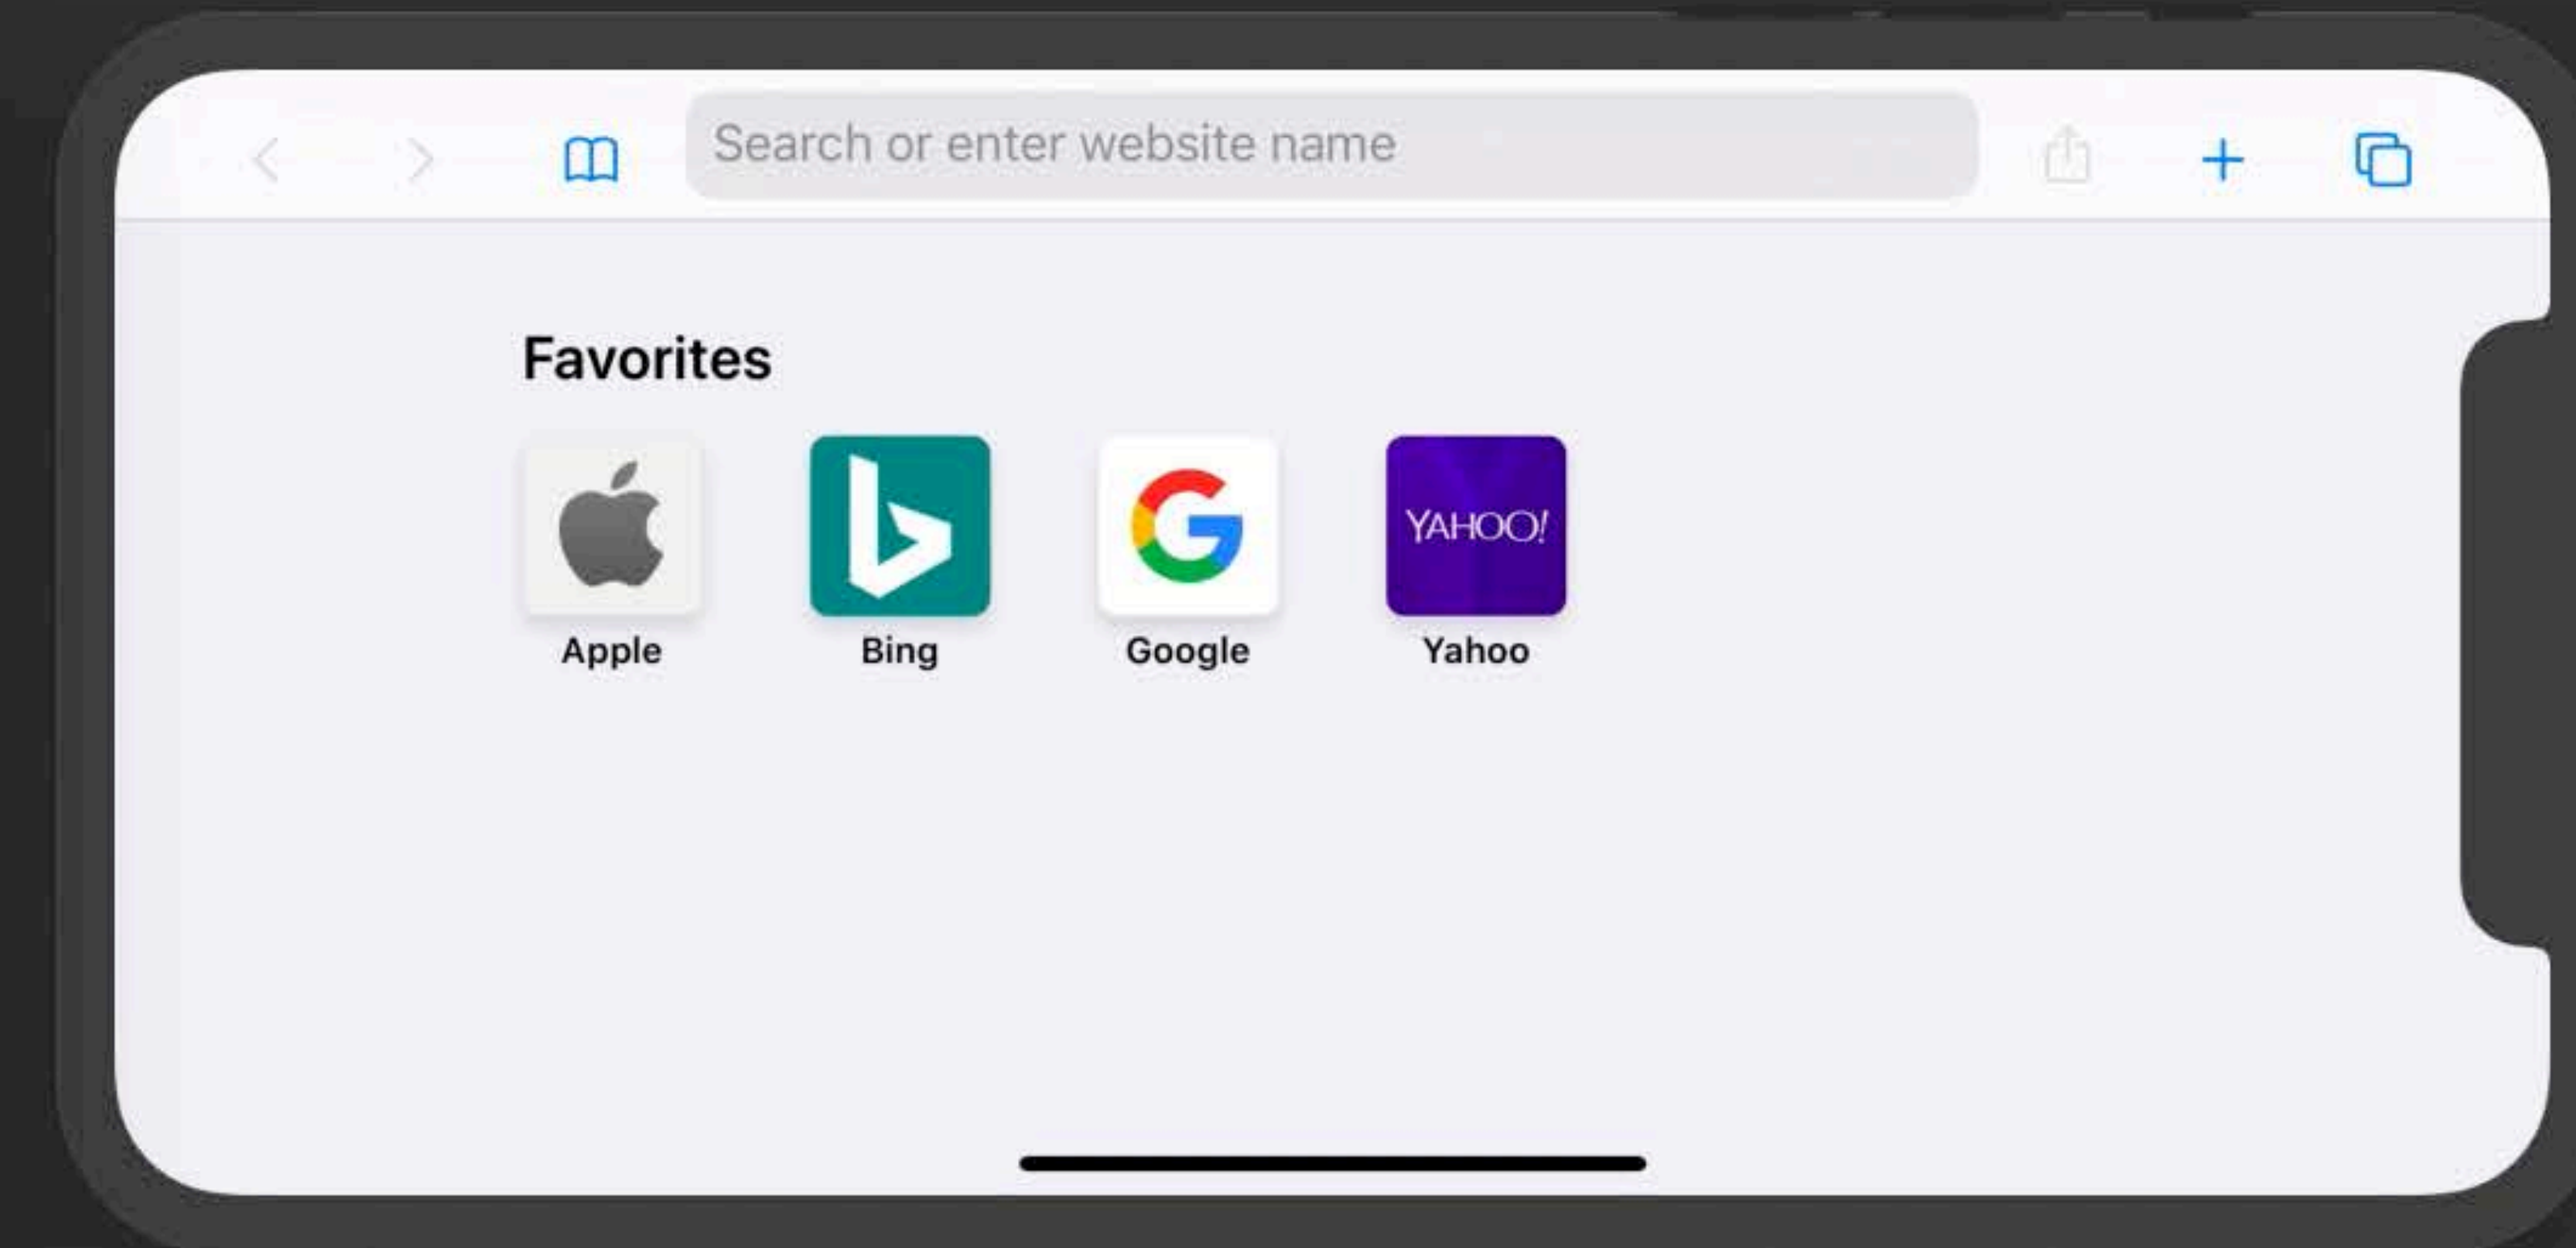 Search or enter website name
Favorites
YAHOO!
Apple
Bing
Google
Yahoo